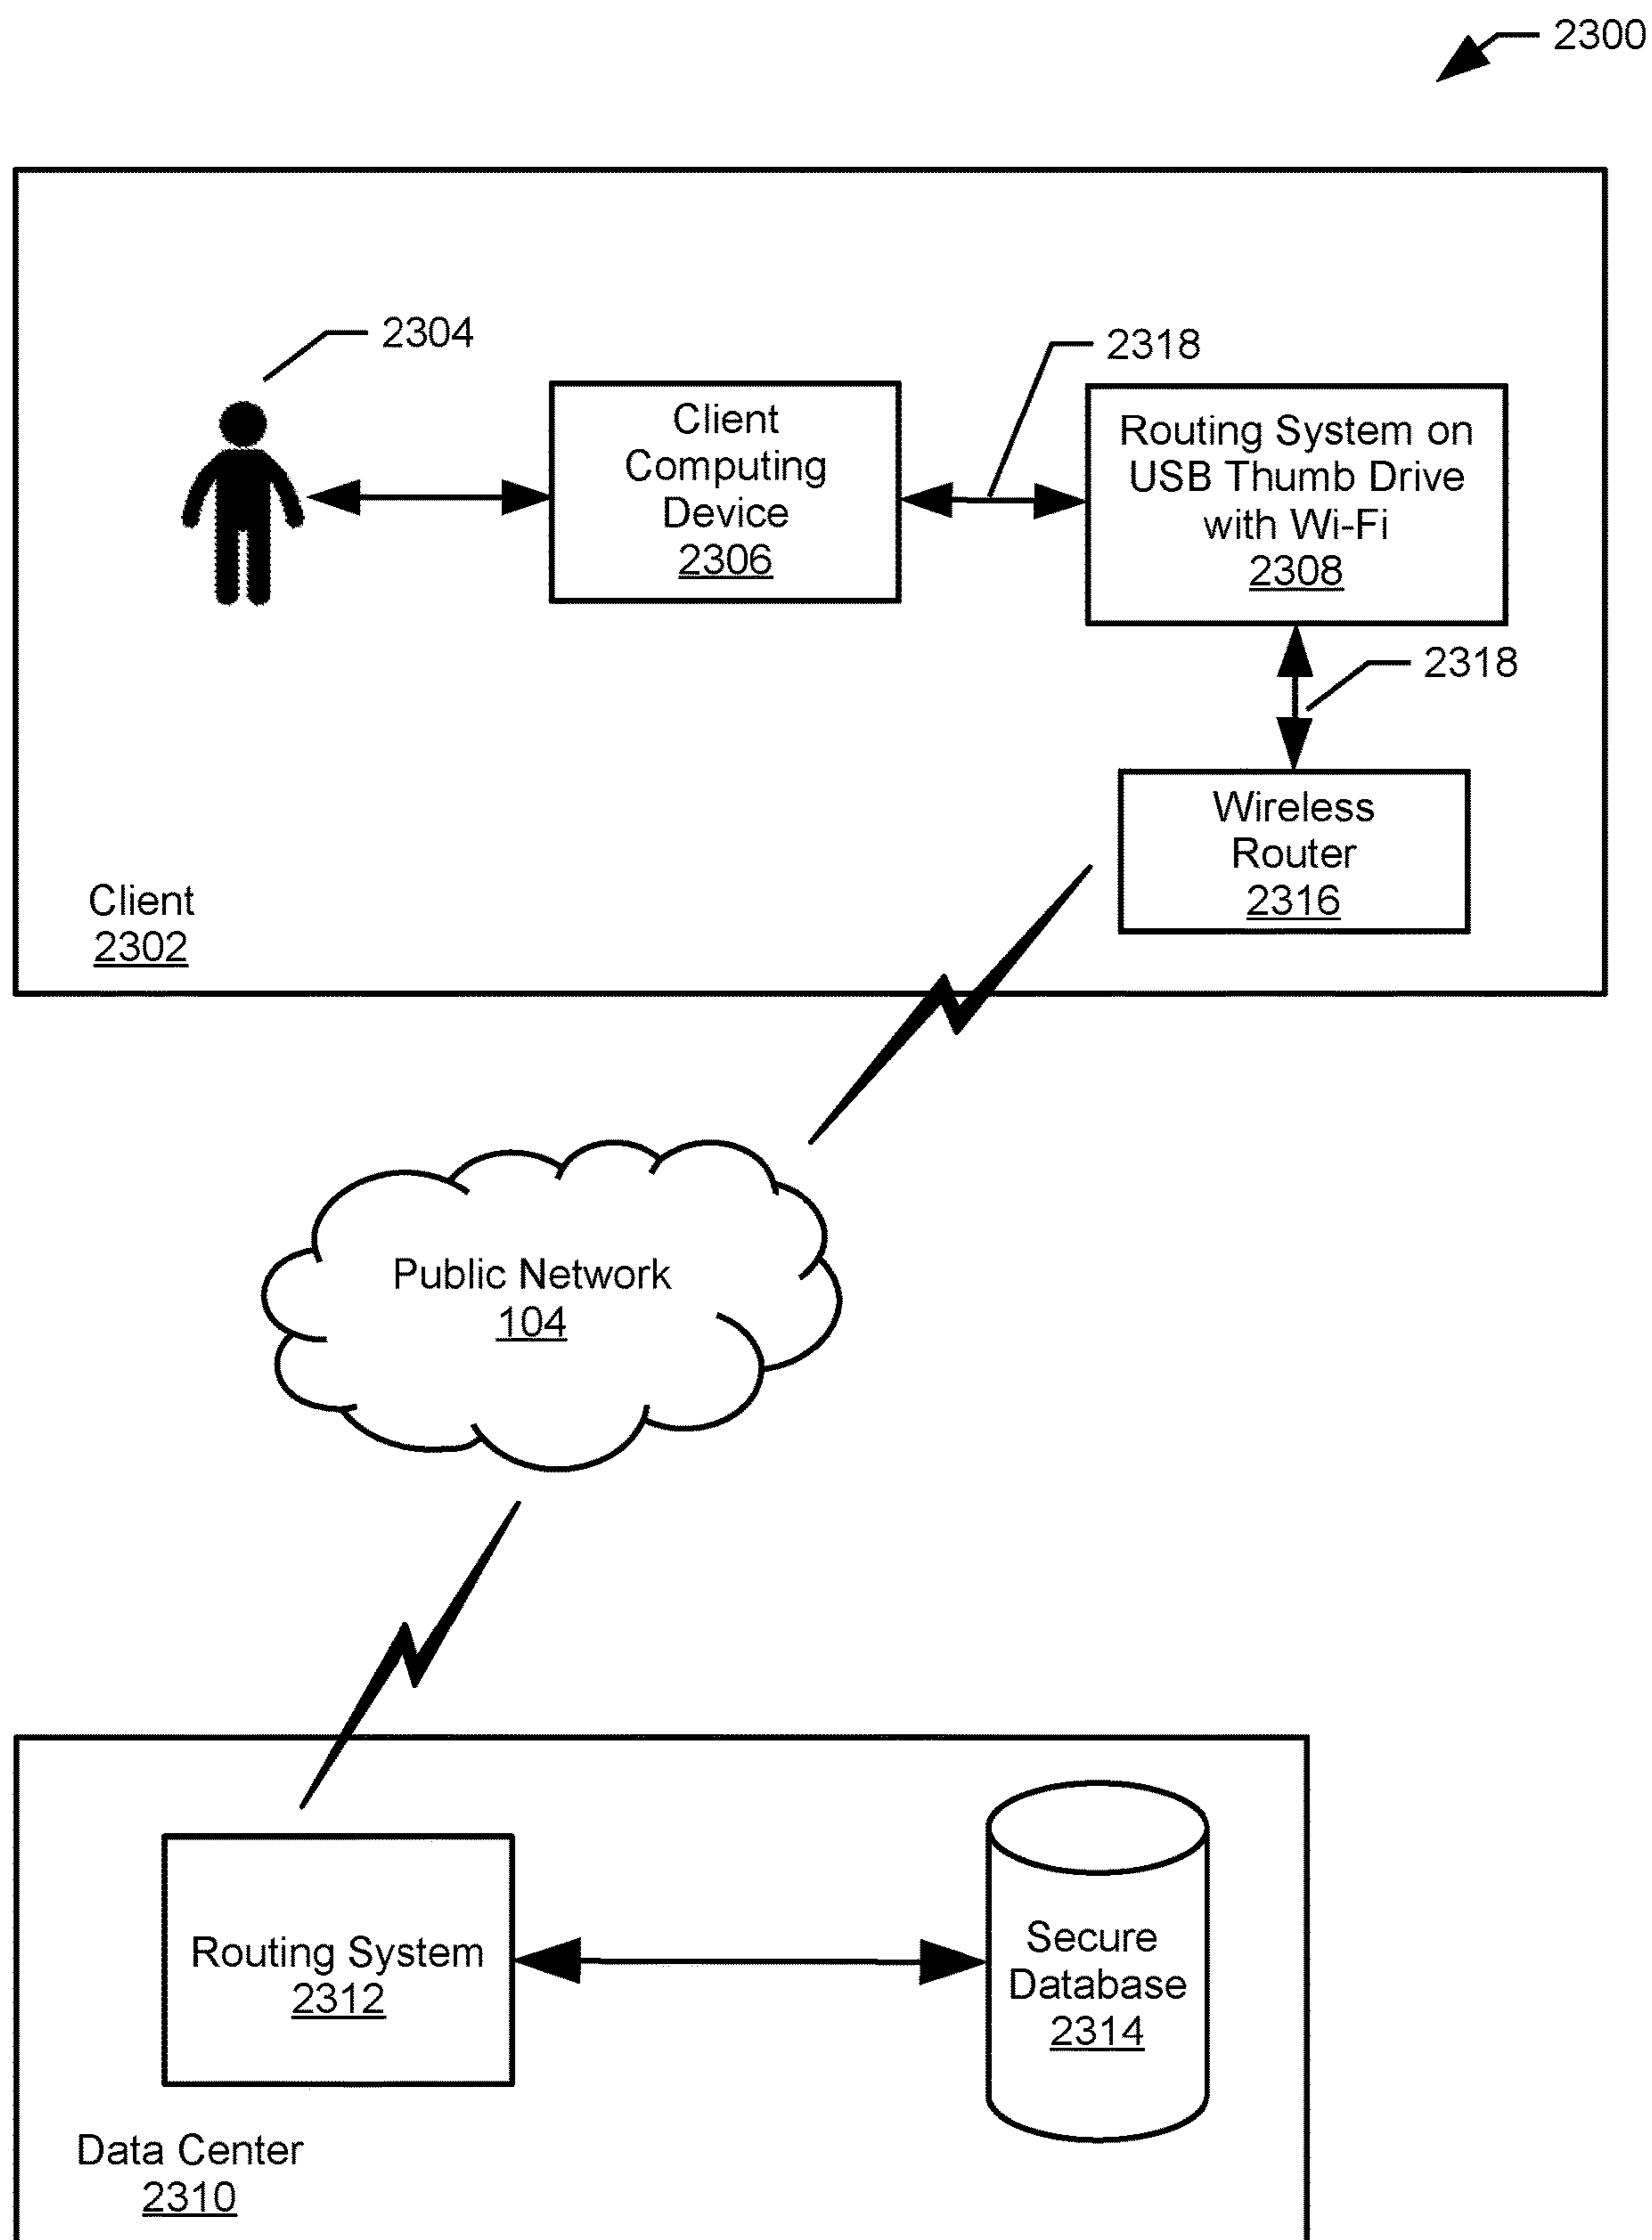 2300
2304
2318
Client
Computing
Device
2306
Routing System on
USB Thumb Drive
with Wi-Fi
2308
2318
Wireless
Router
2316
Client
2302
Public Network
104
Routing System
2312
Secure
Database
2314
Data Center
2310